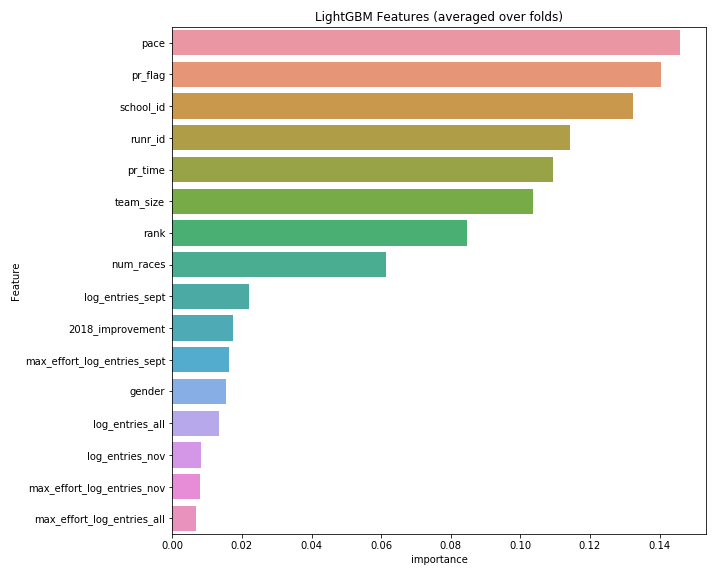 LightGBM Features (averaged over folds)
Feature
pace
pr_flag
school_id
runr_id
pr_time
team_size
rank
num_races
log_entries_sept
2018_improvement
max_effort_log_entries_sept
gender
log_entries_all
log_entries_nov
max_effort_log_entries_nov
max_effort_log_entries_all
0.00 0.02 0.04 0.06 0.08 0.10 0.12 0.14
importance